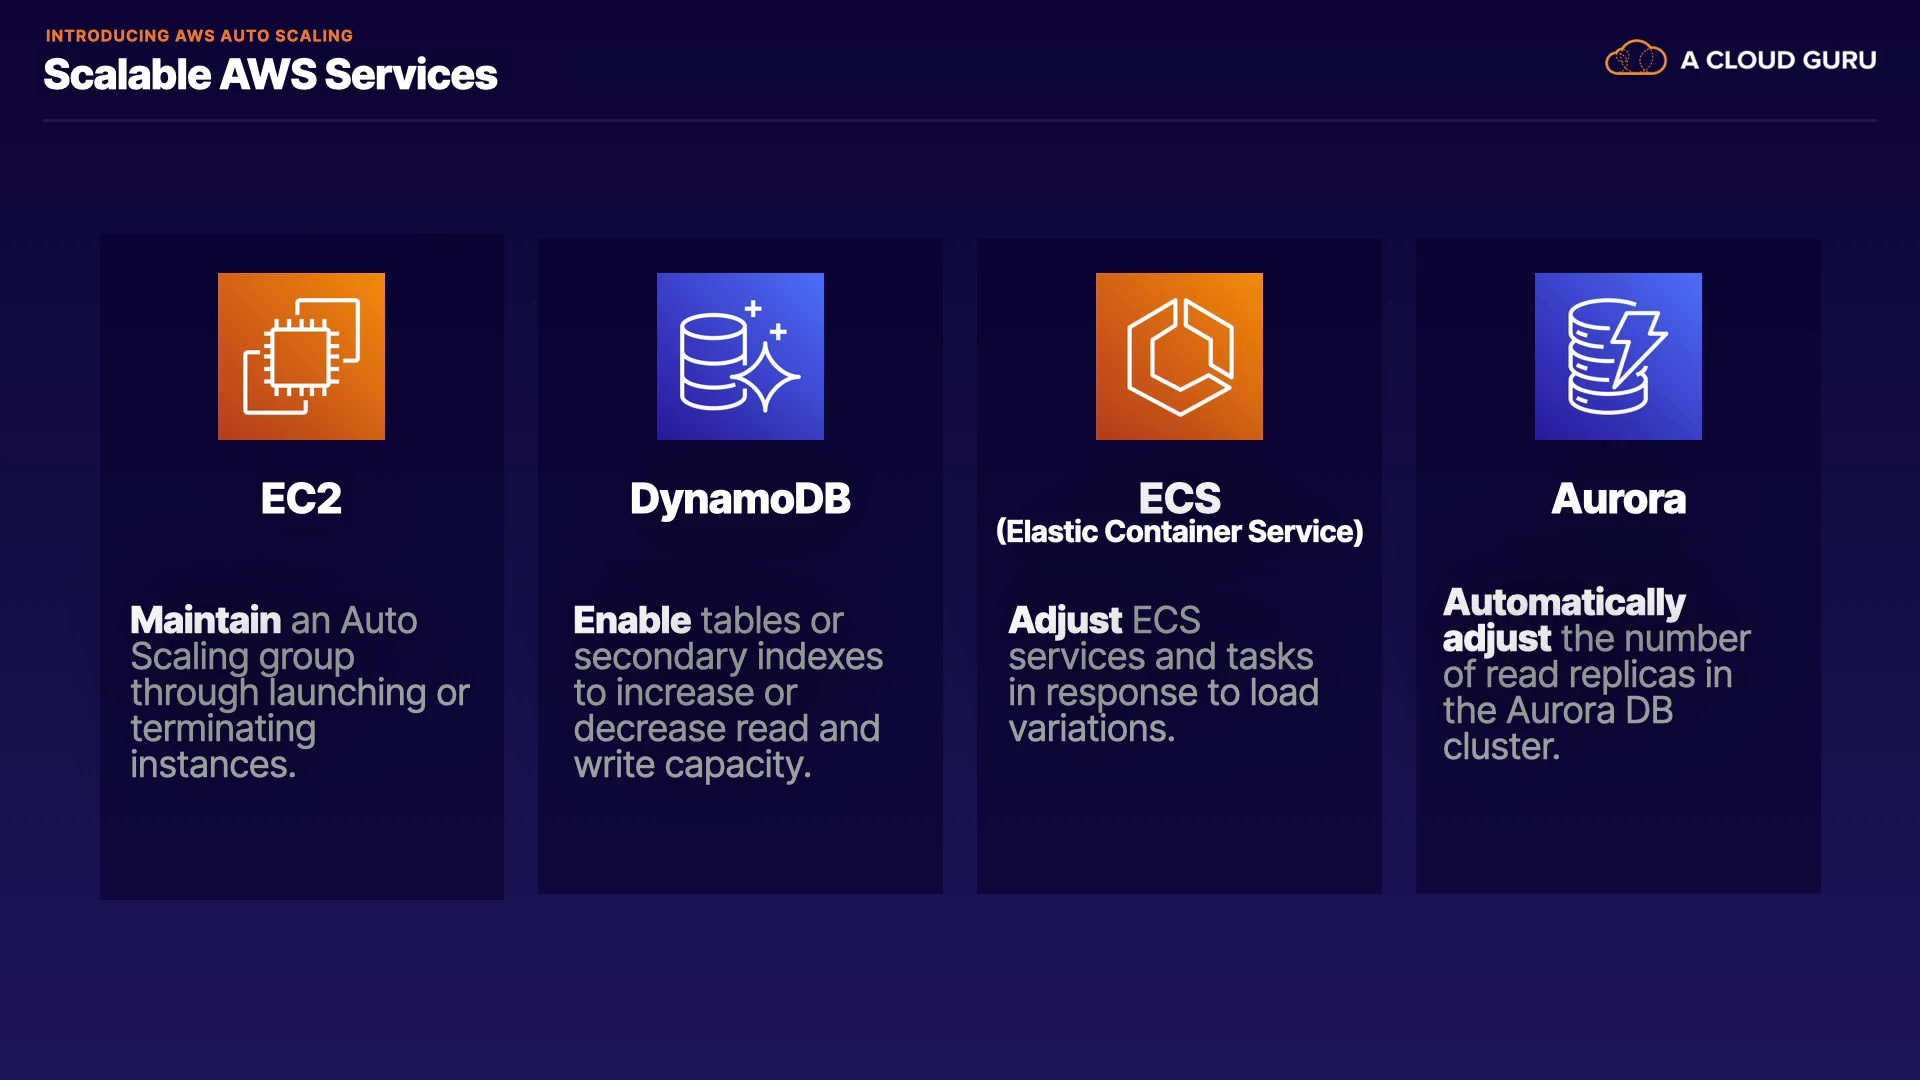 INTRODUCING AWS AUTO SCALING
Scalable AWS Services
A CLOUD GURU
EC2
Maintain an Auto
Scaling group
through launching or
terminating
instances.
DynamoDB
Enable tables or
secondary indexes
to increase or
decrease read and
write capacity.
ECS
(Elastic Container Service)
Adjust ECS
services and tasks
in response to load
variations.
Aurora
Automatically
adjust the number
of read replicas in
the Aurora DB
cluster.